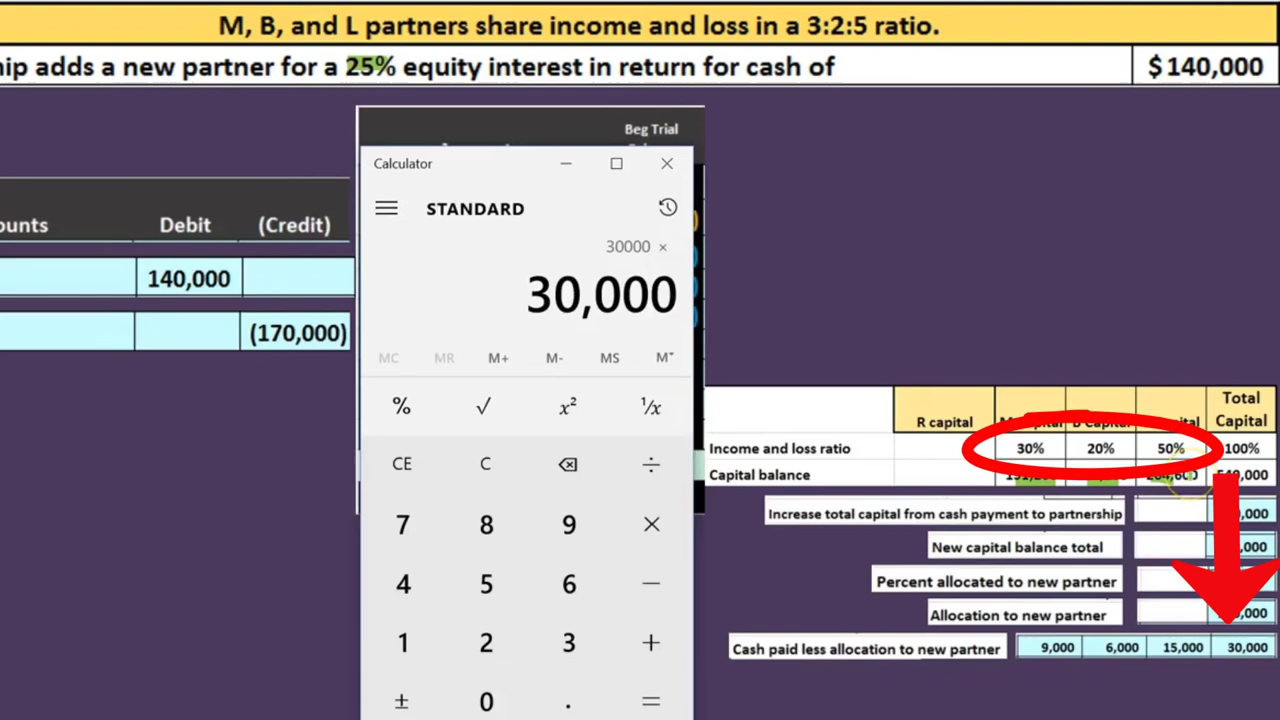 M, B, and L partners share income and loss in a 3:2:5 ratio.
ip adds a new partner for a 25% equity interest in return for cash of $ 140,000
Beg Trial
Calculator
STANDARD
30000 ×
30,000
MC MR M+ M- MS M˅
% √ x² ¹/x
CE C ÷
7 8 9 ×
4 5 6 −
1 2 3 +
± 0 . =
ounts Debit (Credit)
140,000
(170,000)
R capital Total Capital
Income and loss ratio 30% 20% 50% 100%
Capital balance
Increase total capital from cash payment to partnership
New capital balance total
Percent allocated to new partner
Allocation to new partner
Cash paid less allocation to new partner 9,000 6,000 15,000 30,000